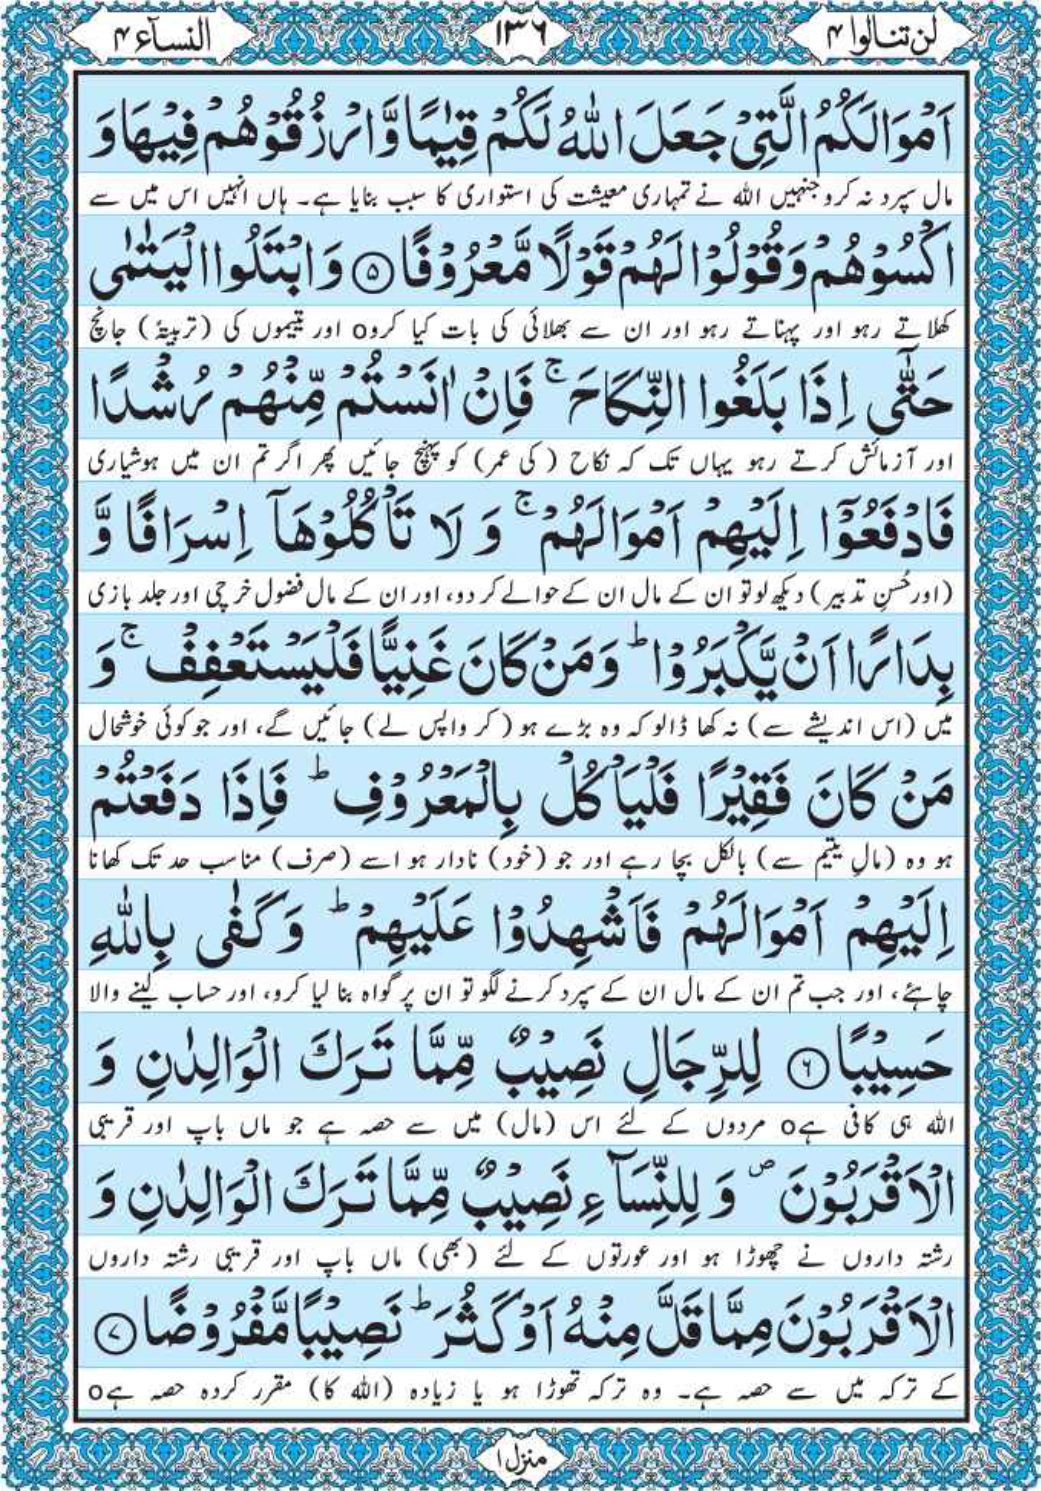 لن تنالوا ۴
١٣٦
النسآء ۴
اَمْوَالَكُمُ الَّتِیْ جَعَلَ اللّٰهُ لَكُمْ قِیٰمًا وَّ ارْزُقُوْهُمْ فِیْهَا وَ
مال سپرد نہ کرو جنہیں اللہ نے تمہاری معیشت کی استواری کا سبب بنایا ہے۔ ہاں انہیں اس میں سے
اكْسُوْهُمْ وَ قُوْلُوْا لَهُمْ قَوْلًا مَّعْرُوْفًا ۵ وَ ابْتَلُوا الْیَتٰمٰى
کھلاتے رہو اور پہناتے رہو اور ان سے بھلائی کی بات کیا کروo اور یتیموں کی (تربیۃً) جانچ
حَتّٰۤى اِذَا بَلَغُوا النِّكَاحَ ۚ فَاِنْ اٰنَسْتُمْ مِّنْهُمْ رُشْدًا
اور آزمائش کرتے رہو یہاں تک کہ نکاح (کی عمر) کو پہنچ جائیں پھر اگر تم ان میں ہوشیاری
فَادْفَعُوْۤا اِلَیْهِمْ اَمْوَالَهُمْ ۚ وَ لَا تَاْكُلُوْهَاۤ اِسْرَافًا وَّ
(اور حُسنِ تدبیر) دیکھ لو تو ان کے مال ان کے حوالے کر دو، اور ان کے مال فضول خرچی اور جلد بازی
بِدَارًا اَنْ یَّكْبَرُوْا ؕ وَ مَنْ كَانَ غَنِیًّا فَلْیَسْتَعْفِفْ ۚ وَ
میں (اس اندیشے سے) نہ کھا ڈالو کہ وہ بڑے ہو (کر واپس لے) جائیں گے، اور جو کوئی خوشحال
مَنْ كَانَ فَقِیْرًا فَلْیَاْكُلْ بِالْمَعْرُوْفِ ؕ فَاِذَا دَفَعْتُمْ
ہو وہ (مالِ یتیم سے) بالکل بچا رہے اور جو (خود) نادار ہو اسے (صرف) مناسب حد تک کھانا
اِلَیْهِمْ اَمْوَالَهُمْ فَاَشْهِدُوْا عَلَیْهِمْ ؕ وَ كَفٰى بِاللّٰهِ
چاہئے، اور جب تم ان کے مال ان کے سپرد کرنے لگو تو ان پر گواہ بنا لیا کرو، اور حساب لینے والا
حَسِیْبًا ۶ لِلرِّجَالِ نَصِیْبٌ مِّمَّا تَرَكَ الْوَالِدٰنِ وَ
اللہ ہی کافی ہےo مردوں کے لئے اس (مال) میں سے حصہ ہے جو ماں باپ اور قریبی
الْاَقْرَبُوْنَ ۪ وَ لِلنِّسَآءِ نَصِیْبٌ مِّمَّا تَرَكَ الْوَالِدٰنِ وَ
رشتہ داروں نے چھوڑا ہو اور عورتوں کے لئے (بھی) ماں باپ اور قریبی رشتہ داروں
الْاَقْرَبُوْنَ مِمَّا قَلَّ مِنْهُ اَوْ كَثُرَ ؕ نَصِیْبًا مَّفْرُوْضًا ۷
کے ترکہ میں سے حصہ ہے۔ وہ ترکہ تھوڑا ہو یا زیادہ (اللہ کا) مقرر کردہ حصہ ہےo
منزل ١